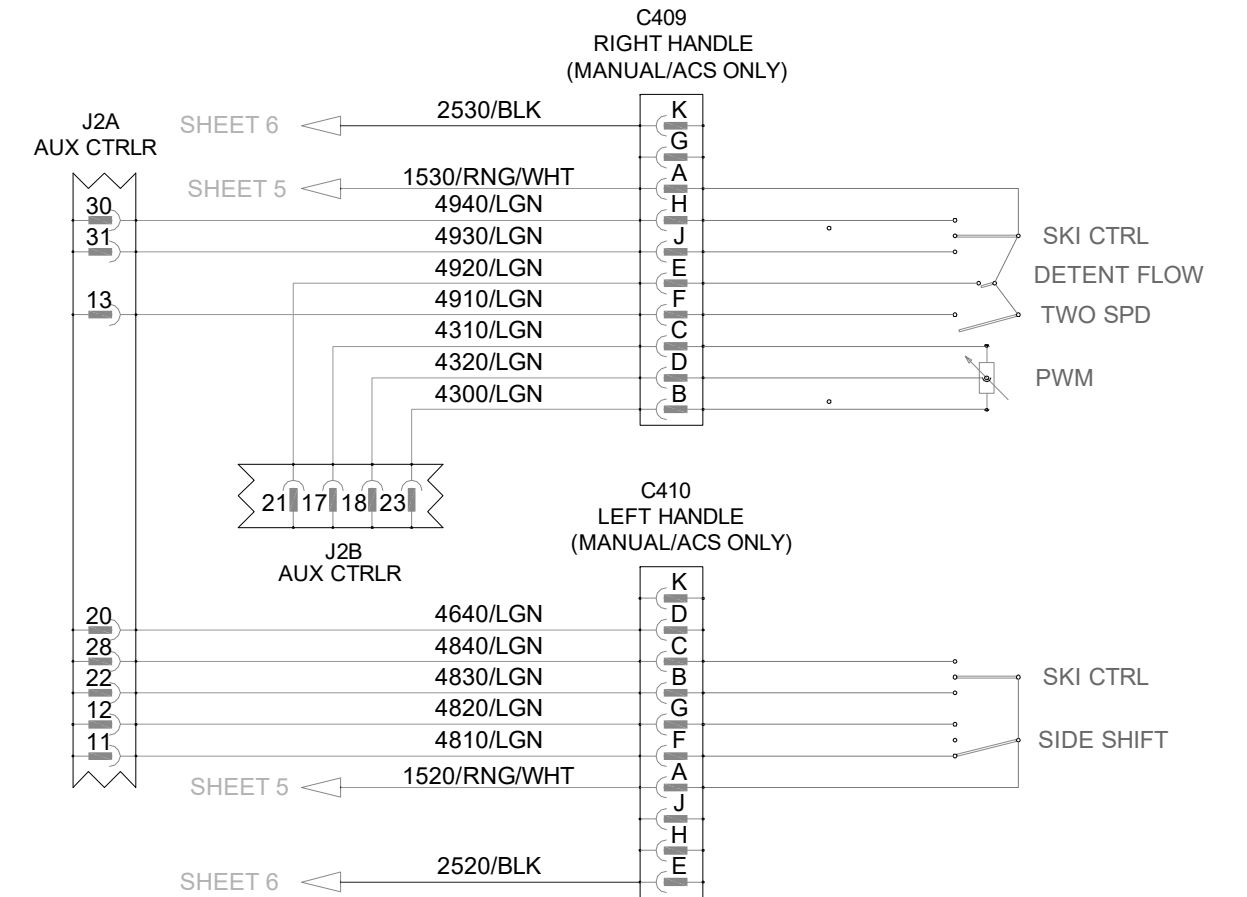 C409
RIGHT HANDLE
(MANUAL/ACS ONLY)
J2A
AUX CTRLR
SHEET 6
2530/BLK
K
G
SHEET 5
1530/RNG/WHT
A
30
4940/LGN
H
31
4930/LGN
J
SKI CTRL
4920/LGN
E
DETENT FLOW
13
4910/LGN
F
TWO SPD
4310/LGN
C
4320/LGN
D
PWM
4300/LGN
B
21 17 18 23
J2B
AUX CTRLR
C410
LEFT HANDLE
(MANUAL/ACS ONLY)
K
20
4640/LGN
D
28
4840/LGN
C
22
4830/LGN
B
SKI CTRL
12
4820/LGN
G
11
4810/LGN
F
SIDE SHIFT
SHEET 5
1520/RNG/WHT
A
J
H
SHEET 6
2520/BLK
E